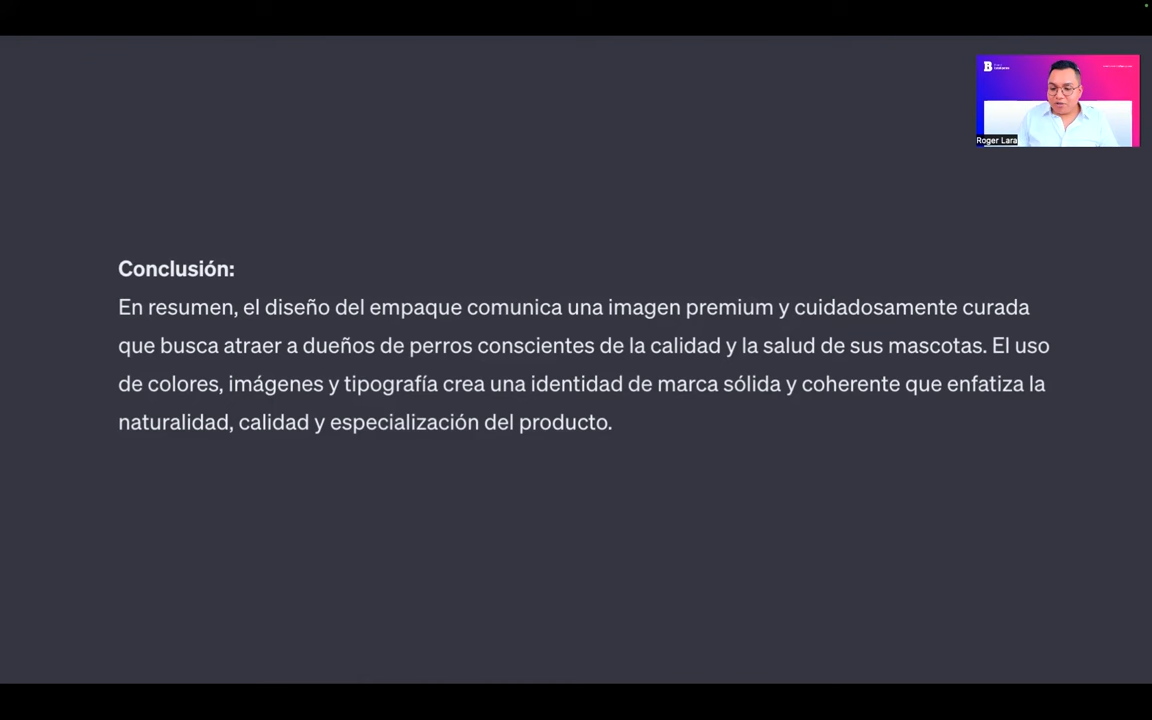 B
Roger Lara
Conclusión:
En resumen, el diseño del empaque comunica una imagen premium y cuidadosamente curada
que busca atraer a dueños de perros conscientes de la calidad y la salud de sus mascotas. El uso
de colores, imágenes y tipografía crea una identidad de marca sólida y coherente que enfatiza la
naturalidad, calidad y especialización del producto.